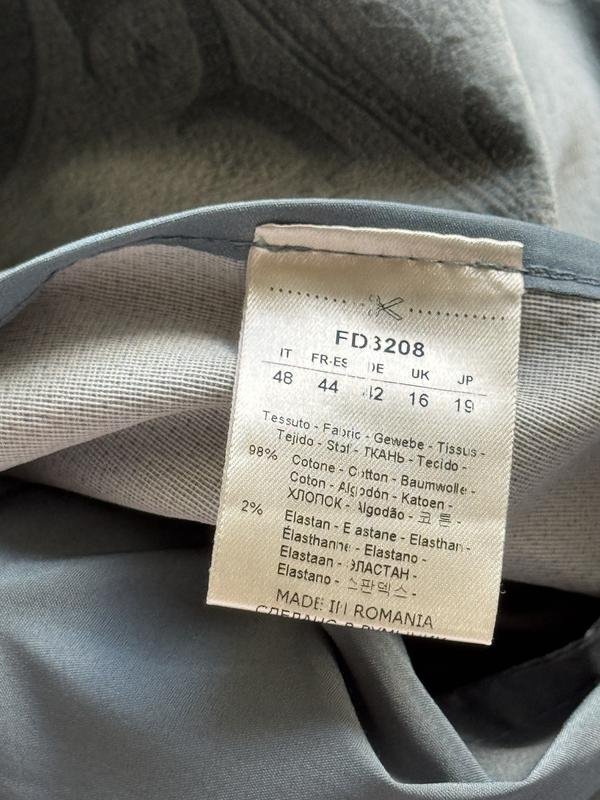 FD3208
IT FR-ES DE UK JP
48 44 42 16 19
Tessuto - Fabric - Gewebe - Tissus -
Tejido - Stof - ТКАНЬ - Tecido -
98% Cotone - Cotton - Baumwolle -
Coton - Algodón - Katoen -
ХЛОПОК - Algodão - 코 튼 -
2% Elastan - Elastane - Elasthan -
Élasthanne - Elastano -
Elastaan - ЭЛАСТАН -
Elastano - 스판덱스 -
MADE IN ROMANIA
СДЕЛАНО В РУМЫНИИ